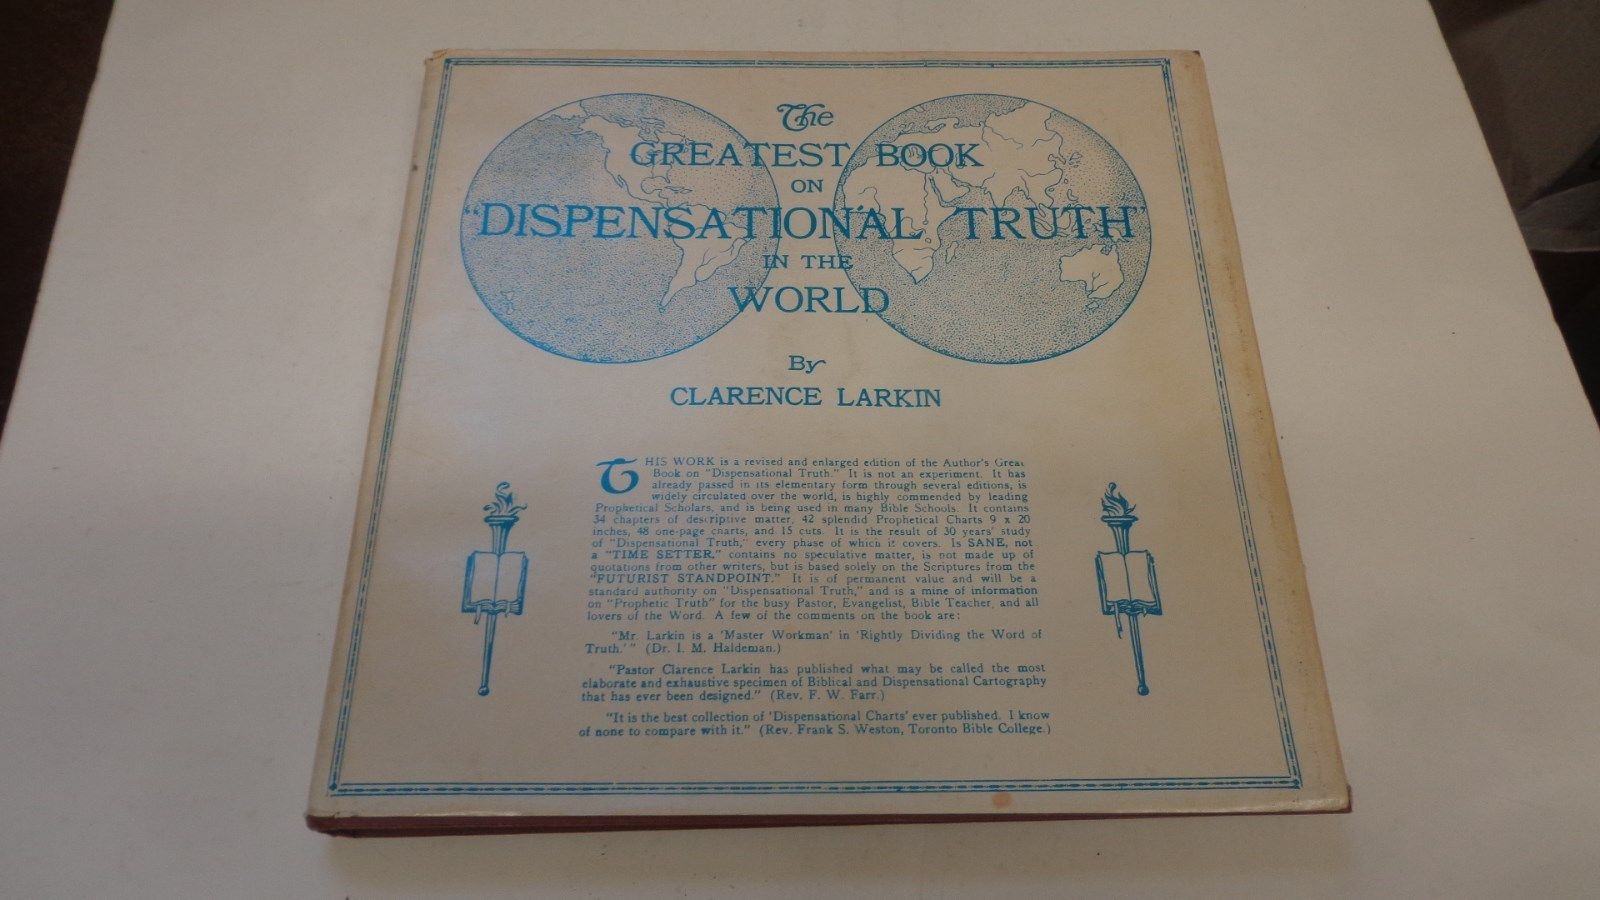 The
GREATEST BOOK
ON
"DISPENSATIONAL TRUTH"
IN THE
WORLD
By
CLARENCE LARKIN
THIS WORK is a revised and enlarged edition of the Author's Great
Book on "Dispensational Truth." It is not an experiment. It has
already passed in its elementary form through several editions, is
widely circulated over the world, is highly commended by leading
Prophetical Scholars, and is being used in many Bible Schools. It contains
34 chapters of descriptive matter, 42 splendid Prophetical Charts 9 x 20
inches, 48 one-page charts, and 15 cuts. It is the result of 30 years' study
of "Dispensational Truth," every phase of which it covers. Is SANE, not
a "TIME SETTER," contains no speculative matter, is not made up of
quotations from other writers, but is based solely on the Scriptures from the
"FUTURIST STANDPOINT." It is of permanent value and will be a
standard authority on "Dispensational Truth," and is a mine of information
on "Prophetic Truth" for the busy Pastor, Evangelist, Bible Teacher, and all
lovers of the Word. A few of the comments on the book are:
"Mr. Larkin is a 'Master Workman' in 'Rightly Dividing the Word of
Truth.'" (Dr. I. M. Haldeman.)
"Pastor Clarence Larkin has published what may be called the most
elaborate and exhaustive specimen of Biblical and Dispensational Cartography
that has ever been designed." (Rev. F. W. Farr.)
"It is the best collection of 'Dispensational Charts' ever published. I know
of none to compare with it." (Rev. Frank S. Weston, Toronto Bible College.)